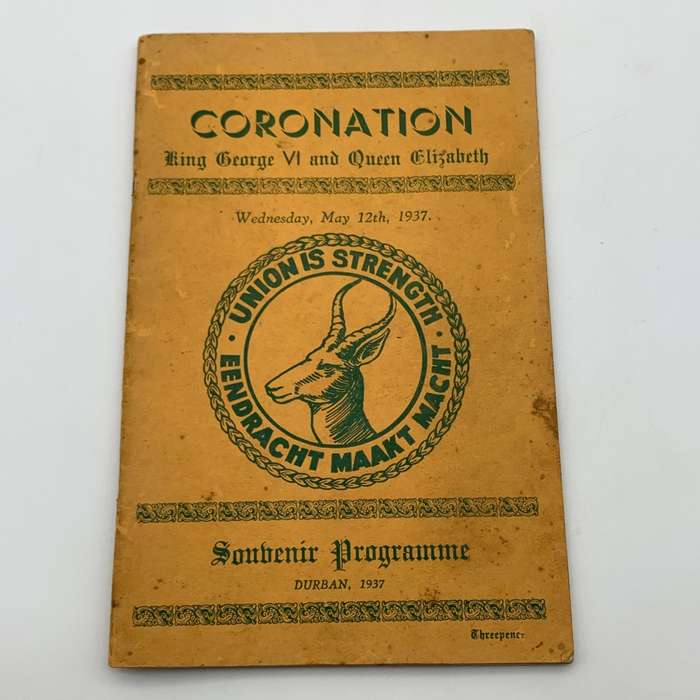 CORONATION
King George VI and Queen Elizabeth
Wednesday, May 12th, 1937.
· UNION IS STRENGTH ·
EENDRACHT MAAKT MACHT
Souvenir Programme
DURBAN, 1937
Threepence